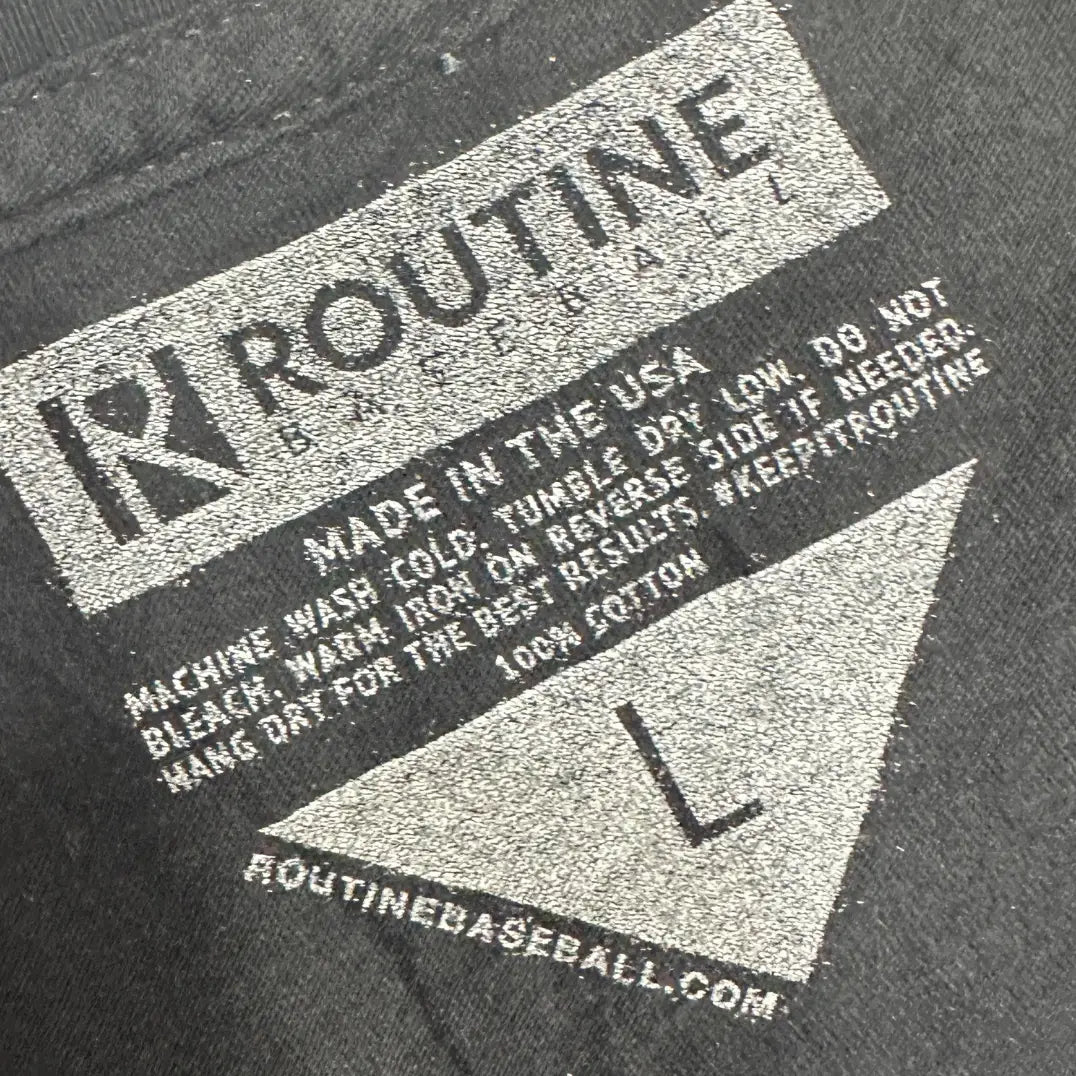 ROUTINE
BASEBALL
MADE IN THE USA
MACHINE WASH COLD, TUMBLE DRY LOW, DO NOT
BLEACH, WARM IRON ON REVERSE SIDE IF NEEDED.
HANG DRY FOR THE BEST RESULTS. #KEEPITROUTINE
100% COTTON
L
ROUTINEBASEBALL.COM